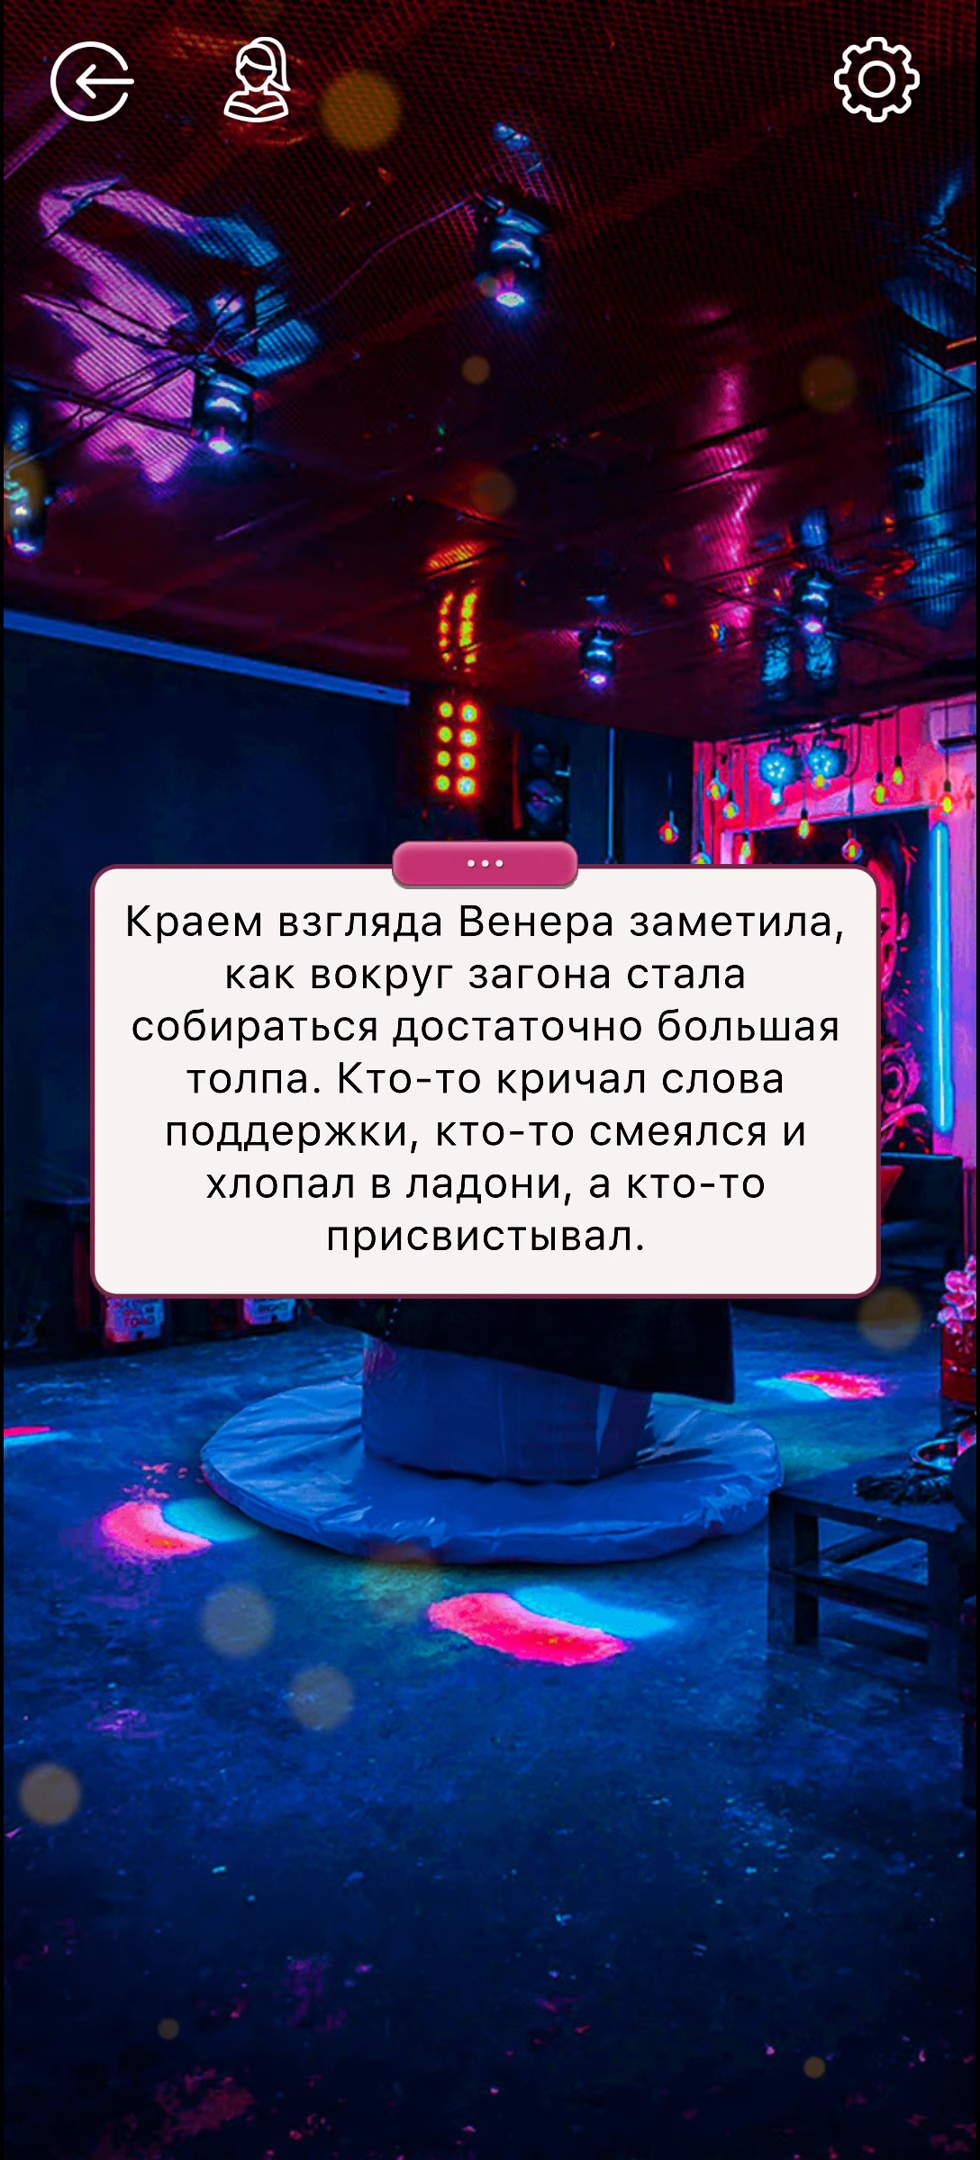 Краем взгляда Венера заметила,
как вокруг загона стала
собираться достаточно большая
толпа. Кто-то кричал слова
поддержки, кто-то смеялся и
хлопал в ладони, а кто-то
присвистывал.